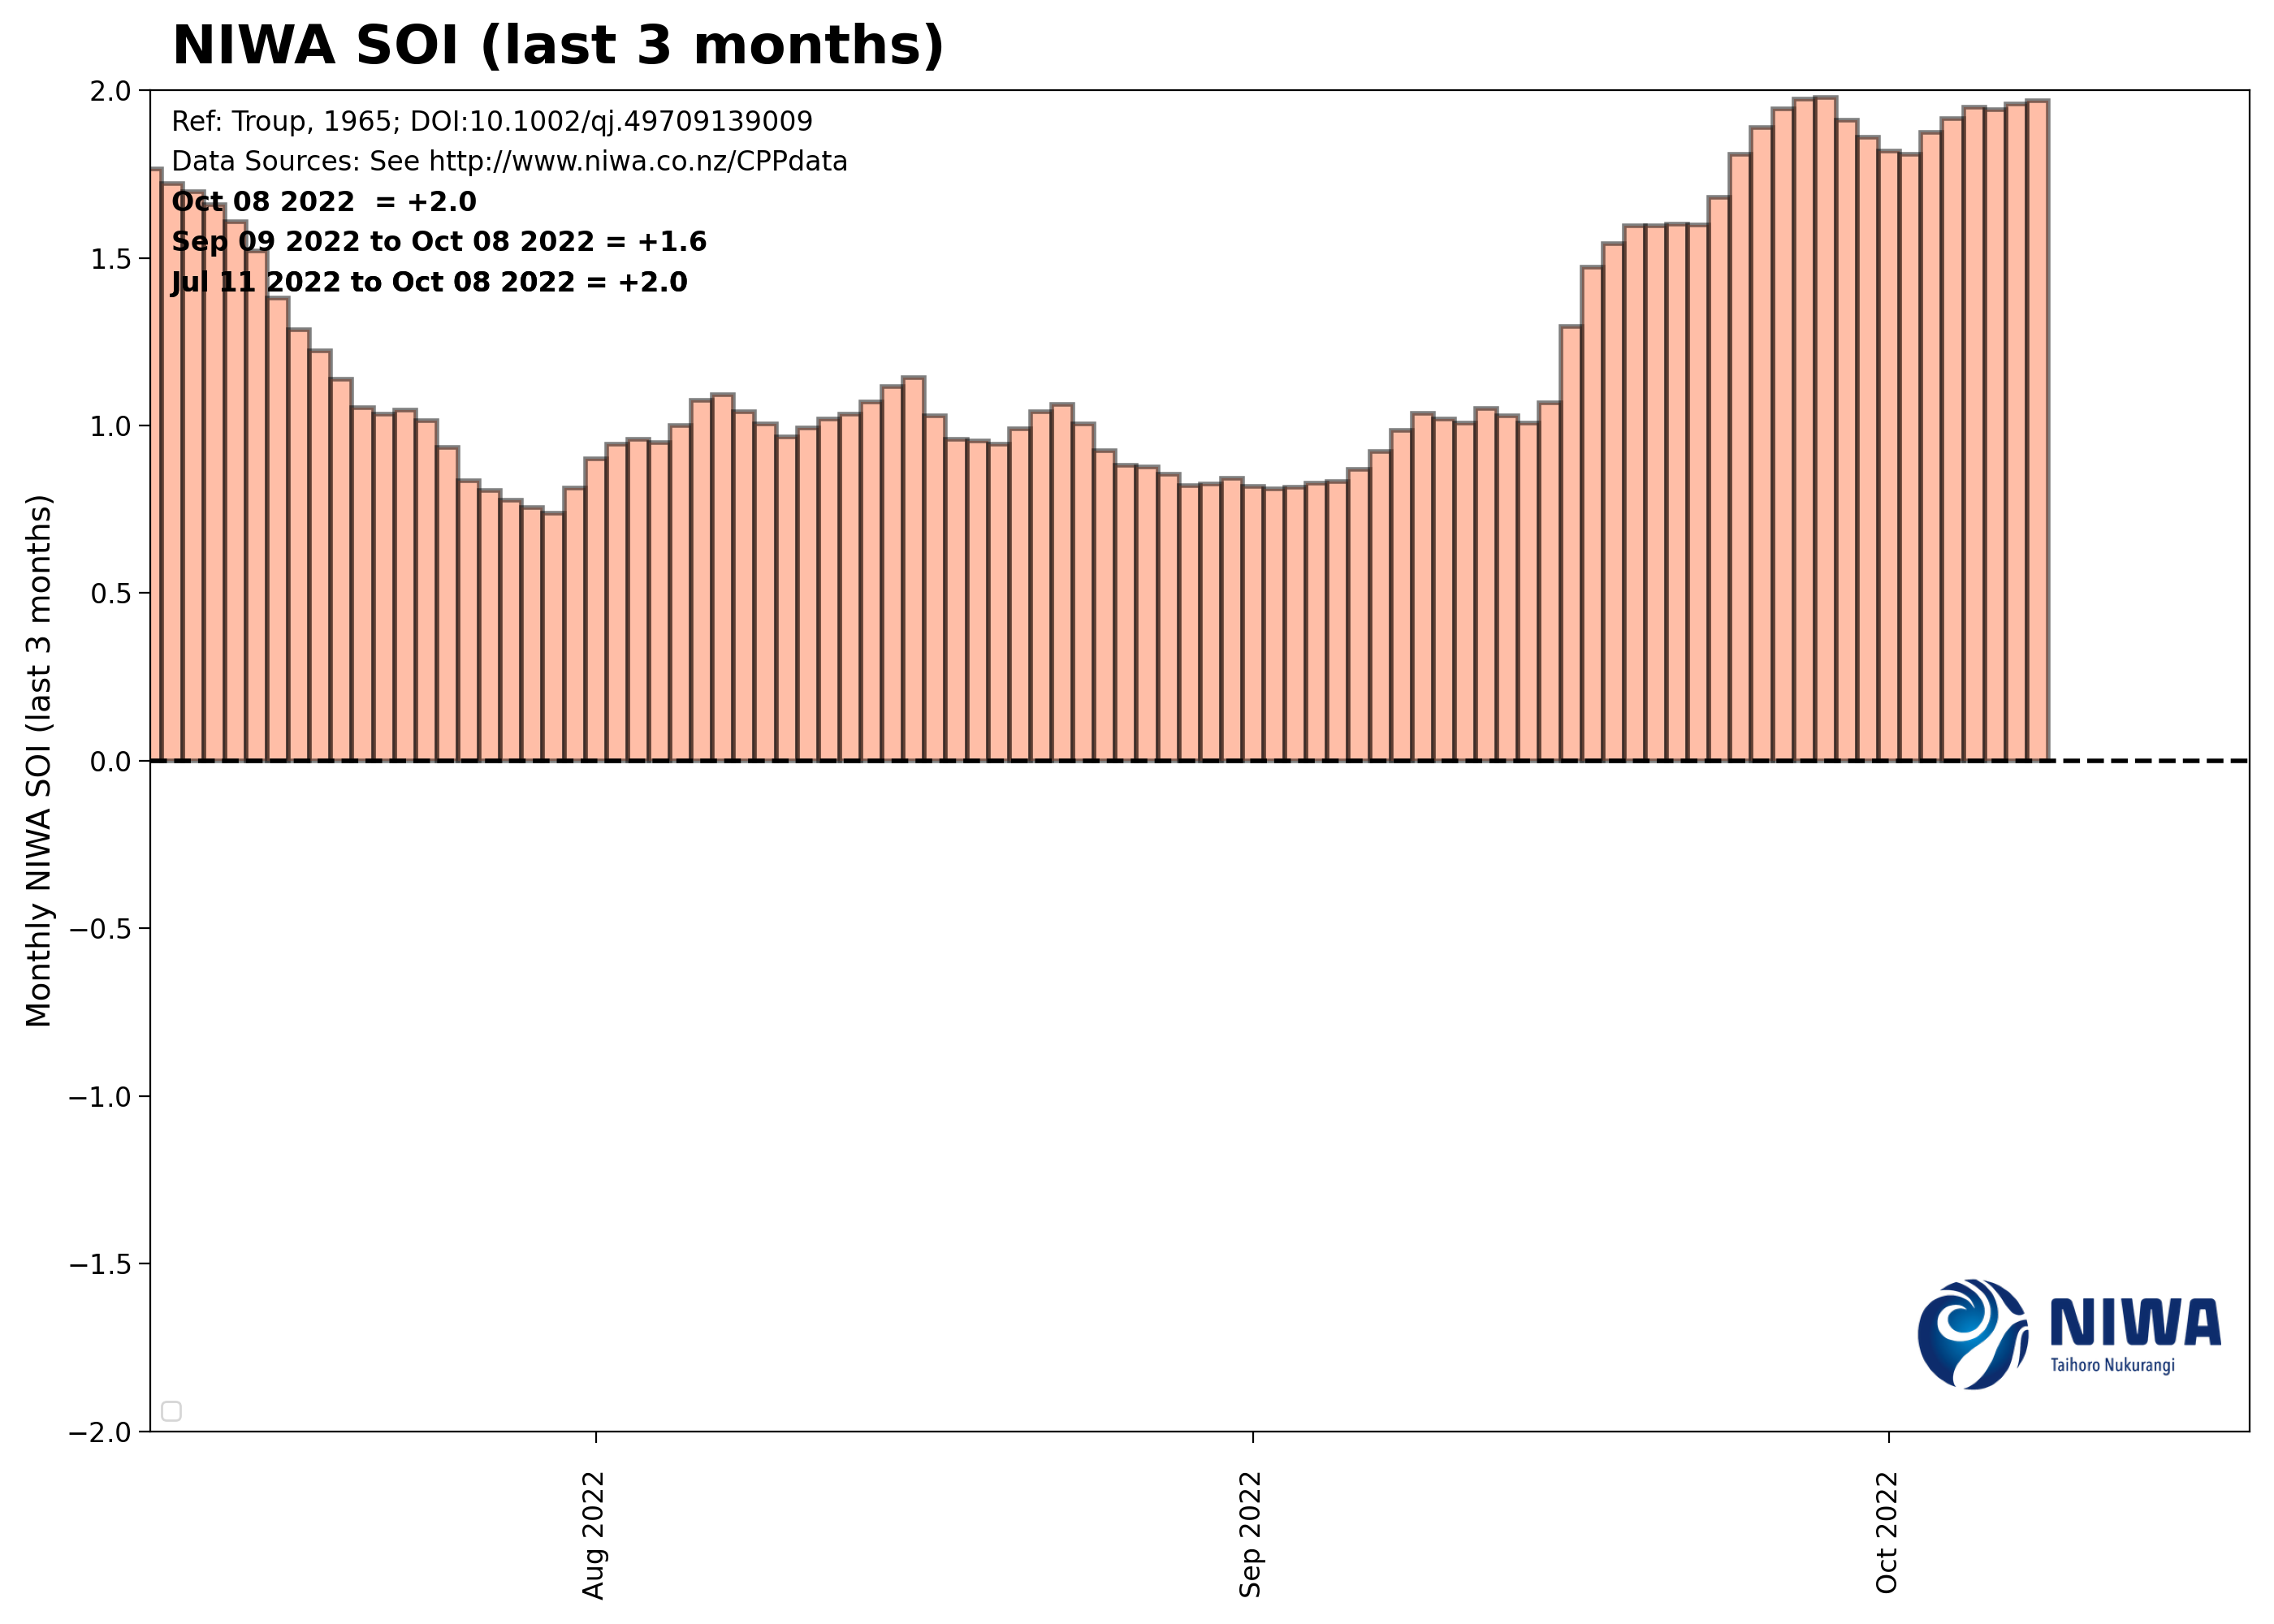 NIWA SOI (last 3 months)
2.0
1.5
1.0
0.5
0.0
−0.5
−1.0
−1.5
−2.0
Monthly NIWA SOI (last 3 months)
Ref: Troup, 1965; DOI:10.1002/qj.49709139009
Data Sources: See http://www.niwa.co.nz/CPPdata
Oct 08 2022 = +2.0
Sep 09 2022 to Oct 08 2022 = +1.6
Jul 11 2022 to Oct 08 2022 = +2.0
NIWA
Taihoro Nukurangi
Aug 2022
Sep 2022
Oct 2022